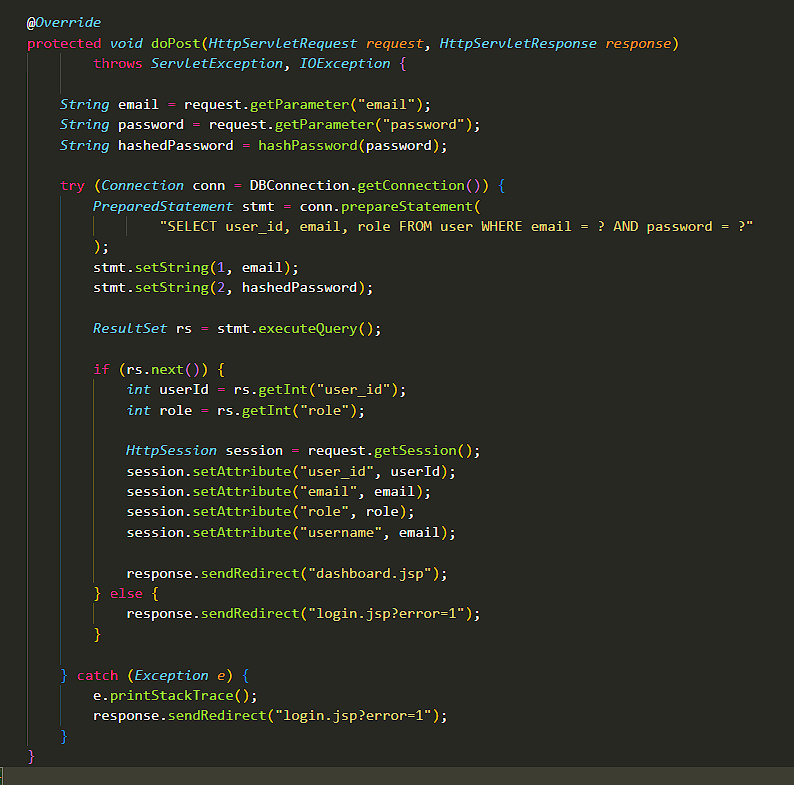 @Override
protected void doPost(HttpServletRequest request, HttpServletResponse response)
throws ServletException, IOException {
String email = request.getParameter("email");
String password = request.getParameter("password");
String hashedPassword = hashPassword(password);
try (Connection conn = DBConnection.getConnection()) {
PreparedStatement stmt = conn.prepareStatement(
"SELECT user_id, email, role FROM user WHERE email = ? AND password = ?"
);
stmt.setString(1, email);
stmt.setString(2, hashedPassword);
ResultSet rs = stmt.executeQuery();
if (rs.next()) {
int userId = rs.getInt("user_id");
int role = rs.getInt("role");
HttpSession session = request.getSession();
session.setAttribute("user_id", userId);
session.setAttribute("email", email);
session.setAttribute("role", role);
session.setAttribute("username", email);
response.sendRedirect("dashboard.jsp");
} else {
response.sendRedirect("login.jsp?error=1");
}
} catch (Exception e) {
e.printStackTrace();
response.sendRedirect("login.jsp?error=1");
}
}